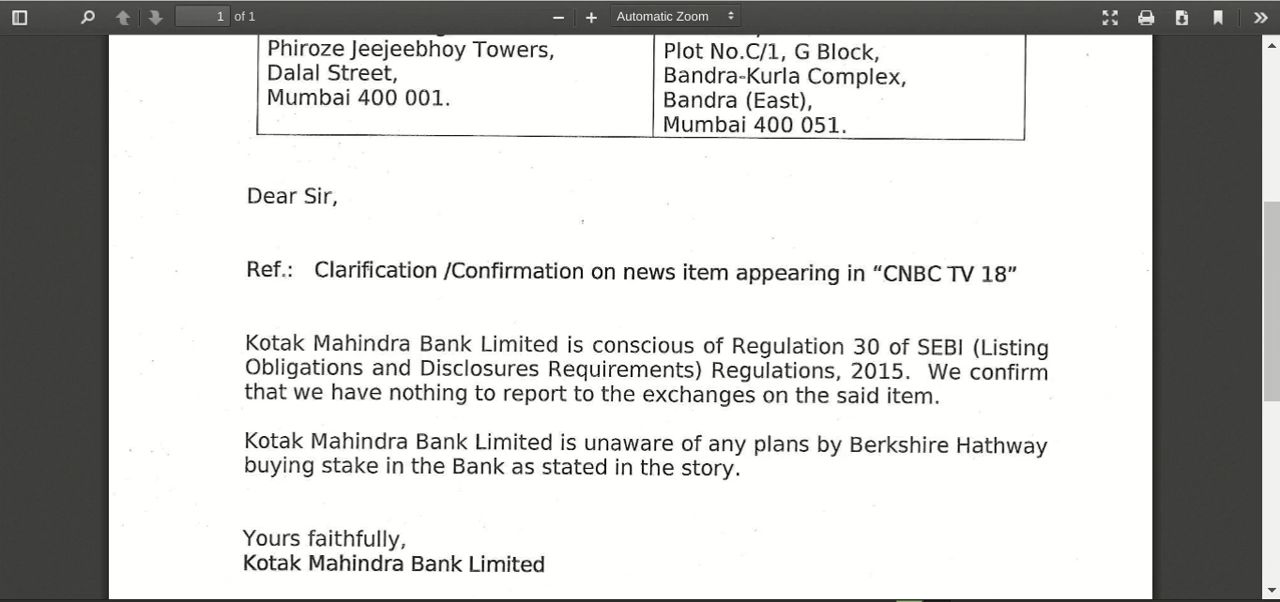 1 of 1
Automatic Zoom
Phiroze Jeejeebhoy Towers,
Dalal Street,
Mumbai 400 001.
Plot No.C/1, G Block,
Bandra-Kurla Complex,
Bandra (East),
Mumbai 400 051.
Dear Sir,
Ref.: Clarification /Confirmation on news item appearing in “CNBC TV 18”
Kotak Mahindra Bank Limited is conscious of Regulation 30 of SEBI (Listing
Obligations and Disclosures Requirements) Regulations, 2015. We confirm
that we have nothing to report to the exchanges on the said item.
Kotak Mahindra Bank Limited is unaware of any plans by Berkshire Hathway
buying stake in the Bank as stated in the story.
Yours faithfully,
Kotak Mahindra Bank Limited